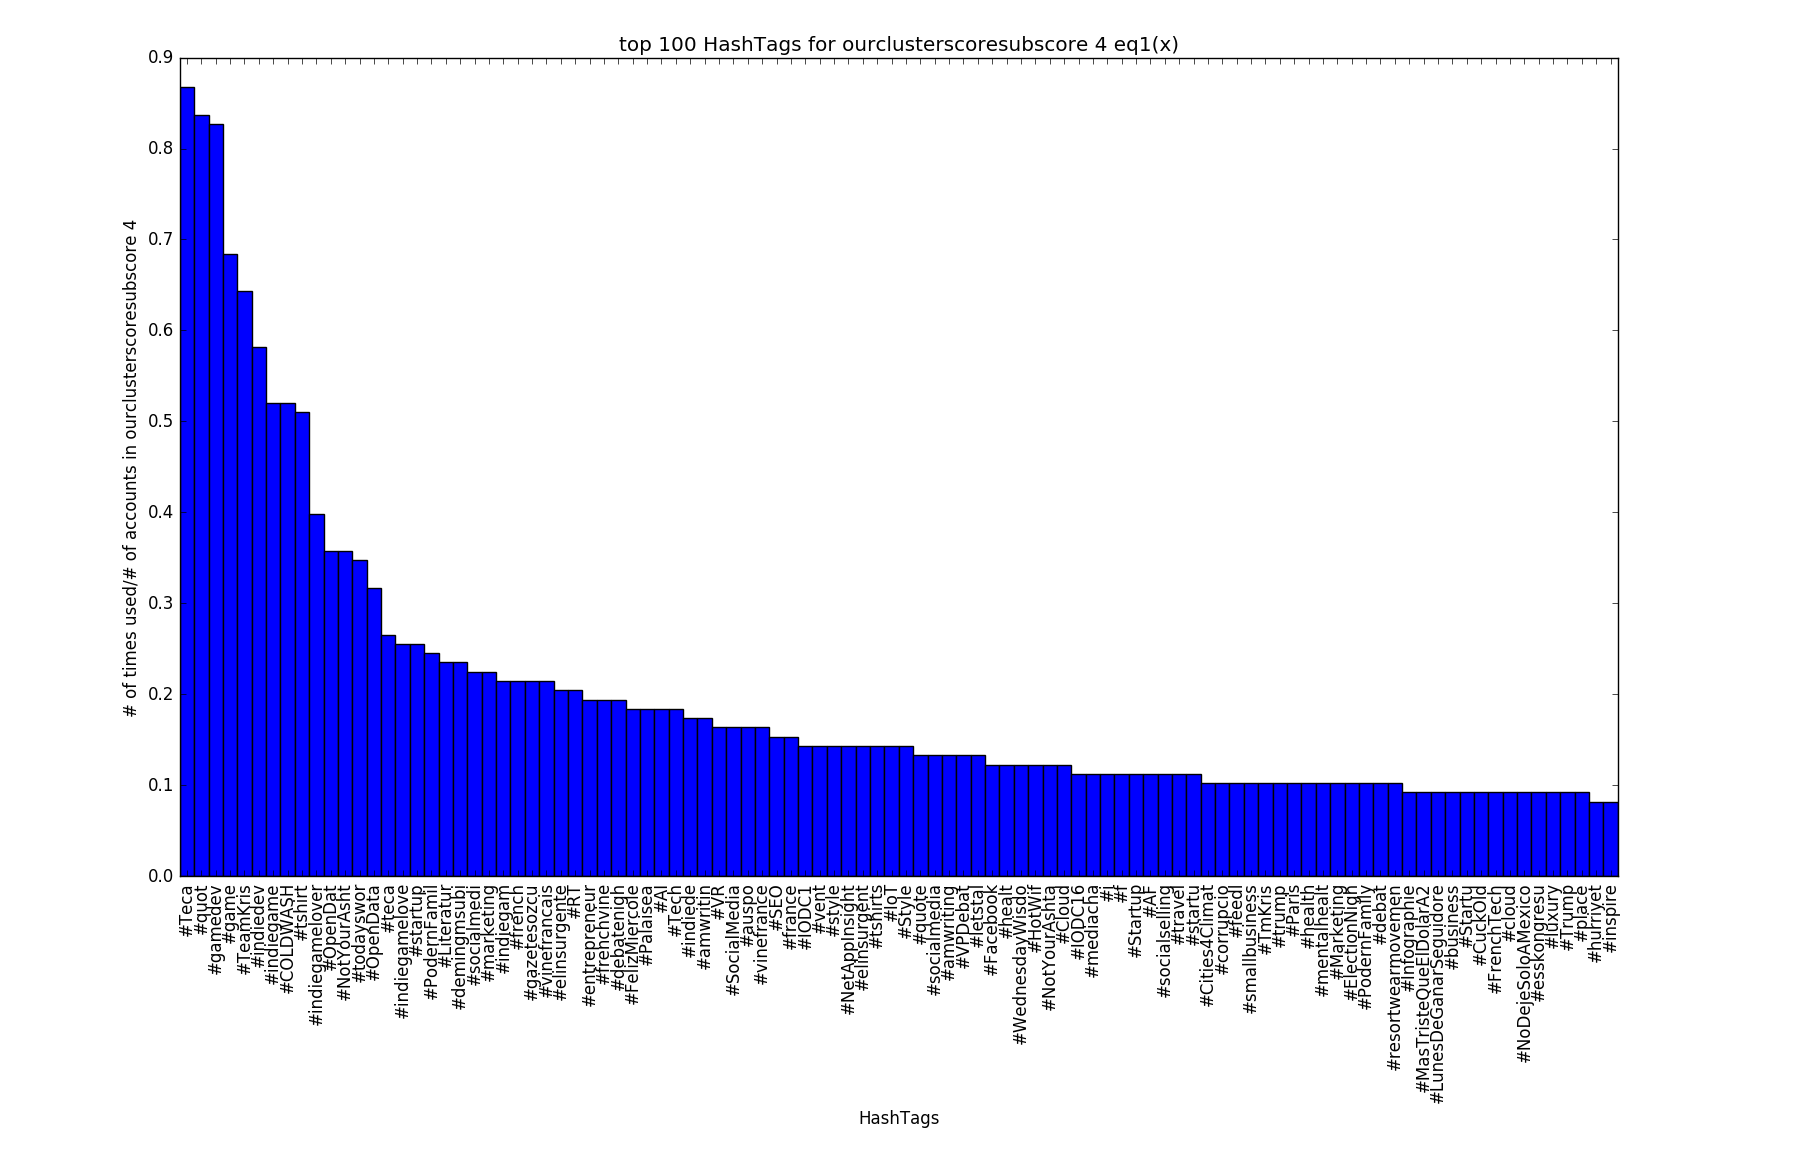 top 100 HashTags for ourclusterscoresubscore 4 eq1(x)
# of times used/# of accounts in ourclusterscoresubscore 4
0.9
0.8
0.7
0.6
0.5
0.4
0.3
0.2
0.1
0.0
#Teca
#quot
#gamedev
#game
#TeamKris
#indiedev
#indiegame
#COLDWASH
#tshirt
#indiegamelover
#OpenDat
#NotYourAsht
#todayswor
#OpenData
#teca
#indiegamelove
#startup
#PodernFamil
#Literatur
#demingmsubi
#socialmedi
#marketing
#indiegam
#french
#gazetesozcu
#vinefrancais
#elinsurgente
#RT
#entrepreneur
#frenchvine
#debatenigh
#FelizMiercole
#Palaisea
#AI
#Tech
#indiede
#amwritin
#VR
#SocialMedia
#auspo
#vinefrance
#SEO
#france
#IODC1
#vent
#style
#NetAppInsight
#elInsurgent
#tshirts
#IoT
#Style
#quote
#socialmedia
#amwriting
#VPDebat
#letstal
#Facebook
#healt
#WednesdayWisdo
#HotWif
#NotYourAshta
#Cloud
#IODC16
#mediacha
#L
#F
#Startup
#AF
#socialselling
#travel
#startu
#Cities4Climat
#corrupcio
#feedl
#smallbusiness
#TmKris
#trump
#Paris
#health
#mentalhealt
#Marketing
#ElectionNigh
#PodernFamily
#debat
#resortwearmovemen
#Infographie
#MasTristeQueElDolarA2
#LunesDeGanarSeguidore
#business
#Startu
#CuckOld
#FrenchTech
#cloud
#NoDejeSoloAMexico
#esskongresu
#luxury
#Trump
#place
#hurriyet
#inspire
HashTags